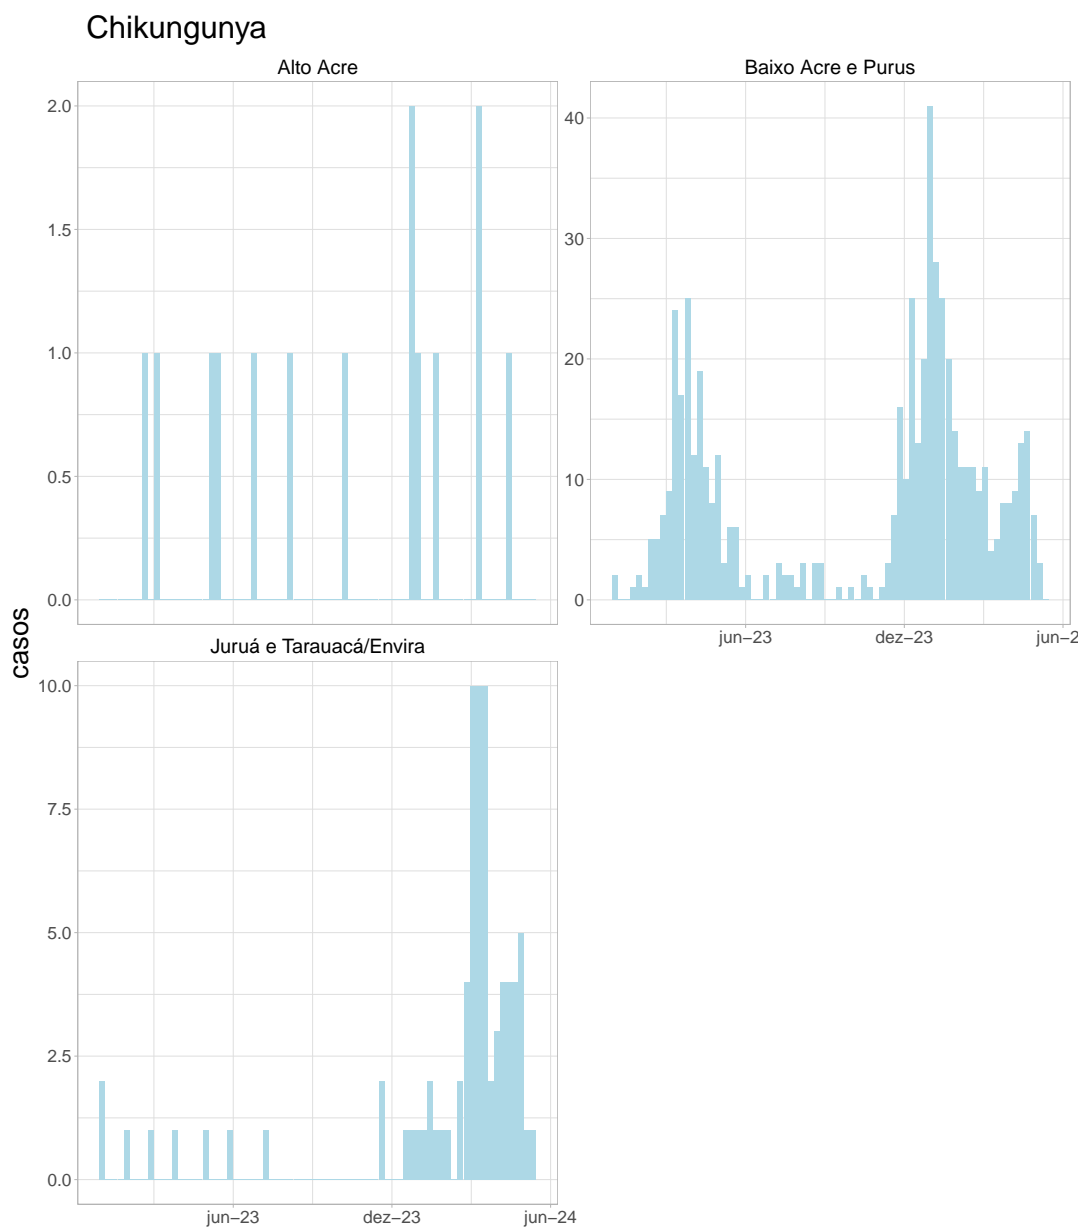 Chikungunya
Alto Acre
Baixo Acre e Purus
2.0
1.5
1.0
0.5
0.0
40
30
20
10
0
jun–23
dez–23
jun–2
casos
Juruá e Tarauacá/Envira
10.0
7.5
5.0
2.5
0.0
jun–23
dez–23
jun–24